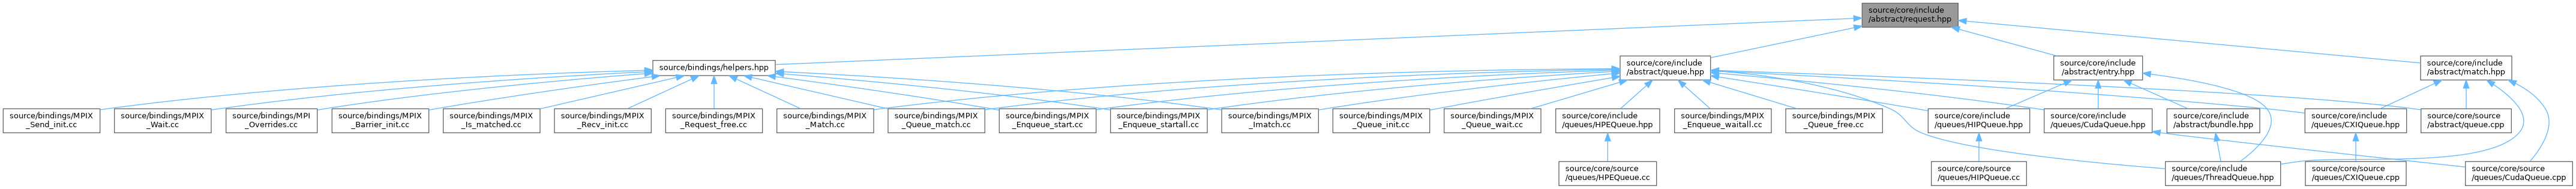 source/core/include
/abstract/request.hpp
source/bindings/helpers.hpp
source/core/include
/abstract/queue.hpp
source/core/include
/abstract/entry.hpp
source/core/include
/abstract/match.hpp
source/bindings/MPIX
_Send_init.cc
source/bindings/MPIX
_Wait.cc
source/bindings/MPI
_Overrides.cc
source/bindings/MPIX
_Barrier_init.cc
source/bindings/MPIX
_Is_matched.cc
source/bindings/MPIX
_Recv_init.cc
source/bindings/MPIX
_Request_free.cc
source/bindings/MPIX
_Match.cc
source/bindings/MPIX
_Queue_match.cc
source/bindings/MPIX
_Enqueue_start.cc
source/bindings/MPIX
_Enqueue_startall.cc
source/bindings/MPIX
_Imatch.cc
source/bindings/MPIX
_Queue_init.cc
source/bindings/MPIX
_Queue_wait.cc
source/core/include
/queues/HPEQueue.hpp
source/bindings/MPIX
_Enqueue_waitall.cc
source/bindings/MPIX
_Queue_free.cc
source/core/include
/queues/HIPQueue.hpp
source/core/include
/queues/CudaQueue.hpp
source/core/include
/abstract/bundle.hpp
source/core/include
/queues/CXIQueue.hpp
source/core/source
/abstract/queue.cpp
source/core/source
/queues/HPEQueue.cc
source/core/source
/queues/HIPQueue.cc
source/core/include
/queues/ThreadQueue.hpp
source/core/source
/queues/CXIQueue.cpp
source/core/source
/queues/CudaQueue.cpp